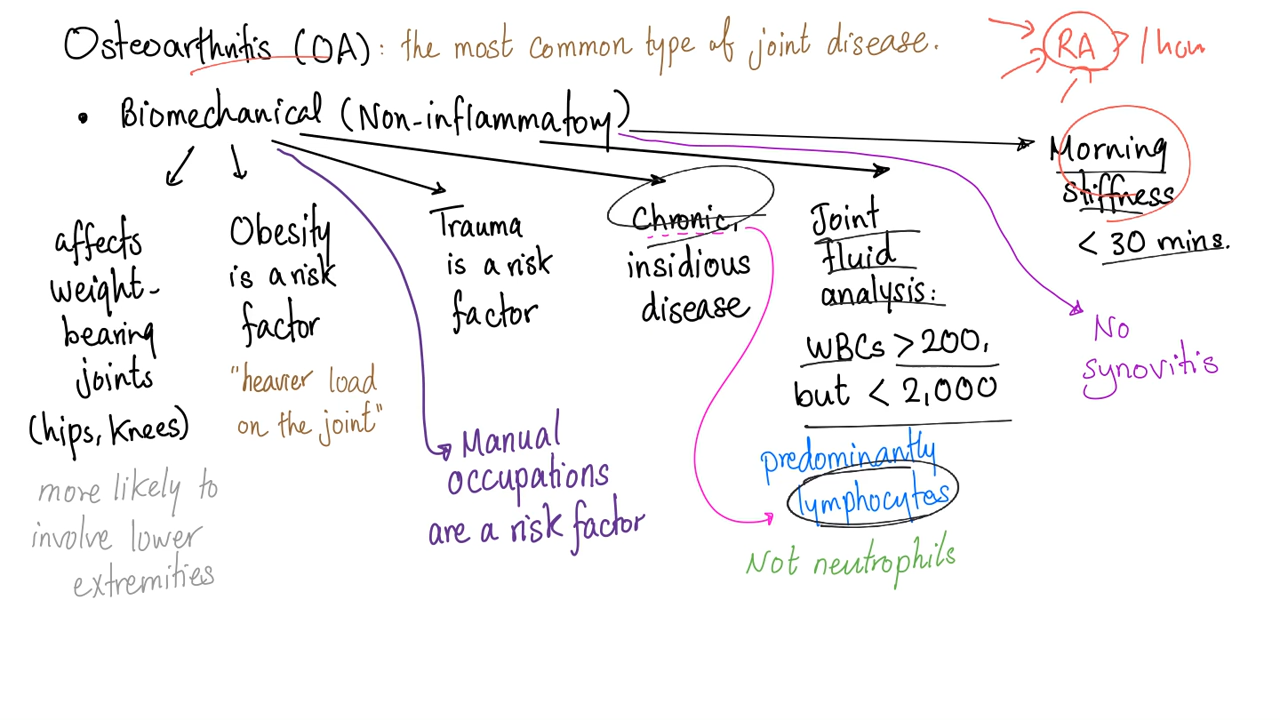 Osteoarthritis (OA): the most common type of joint disease.
RA > 1 hour
• Biomechanical (Non-inflammatory)
affects
weight-
bearing
joints
(hips, Knees)
more likely to
involve lower
extremities
Obesity
is a risk
factor
"heavier load
on the joint"
Trauma
is a risk
factor
Manual
occupations
are a risk factor
Chronic,
insidious
disease
Joint
fluid
analysis:
WBCs > 200,
but < 2,000
predominantly
lymphocytes
Not neutrophils
Morning
stiffness
< 30 mins.
No
synovitis